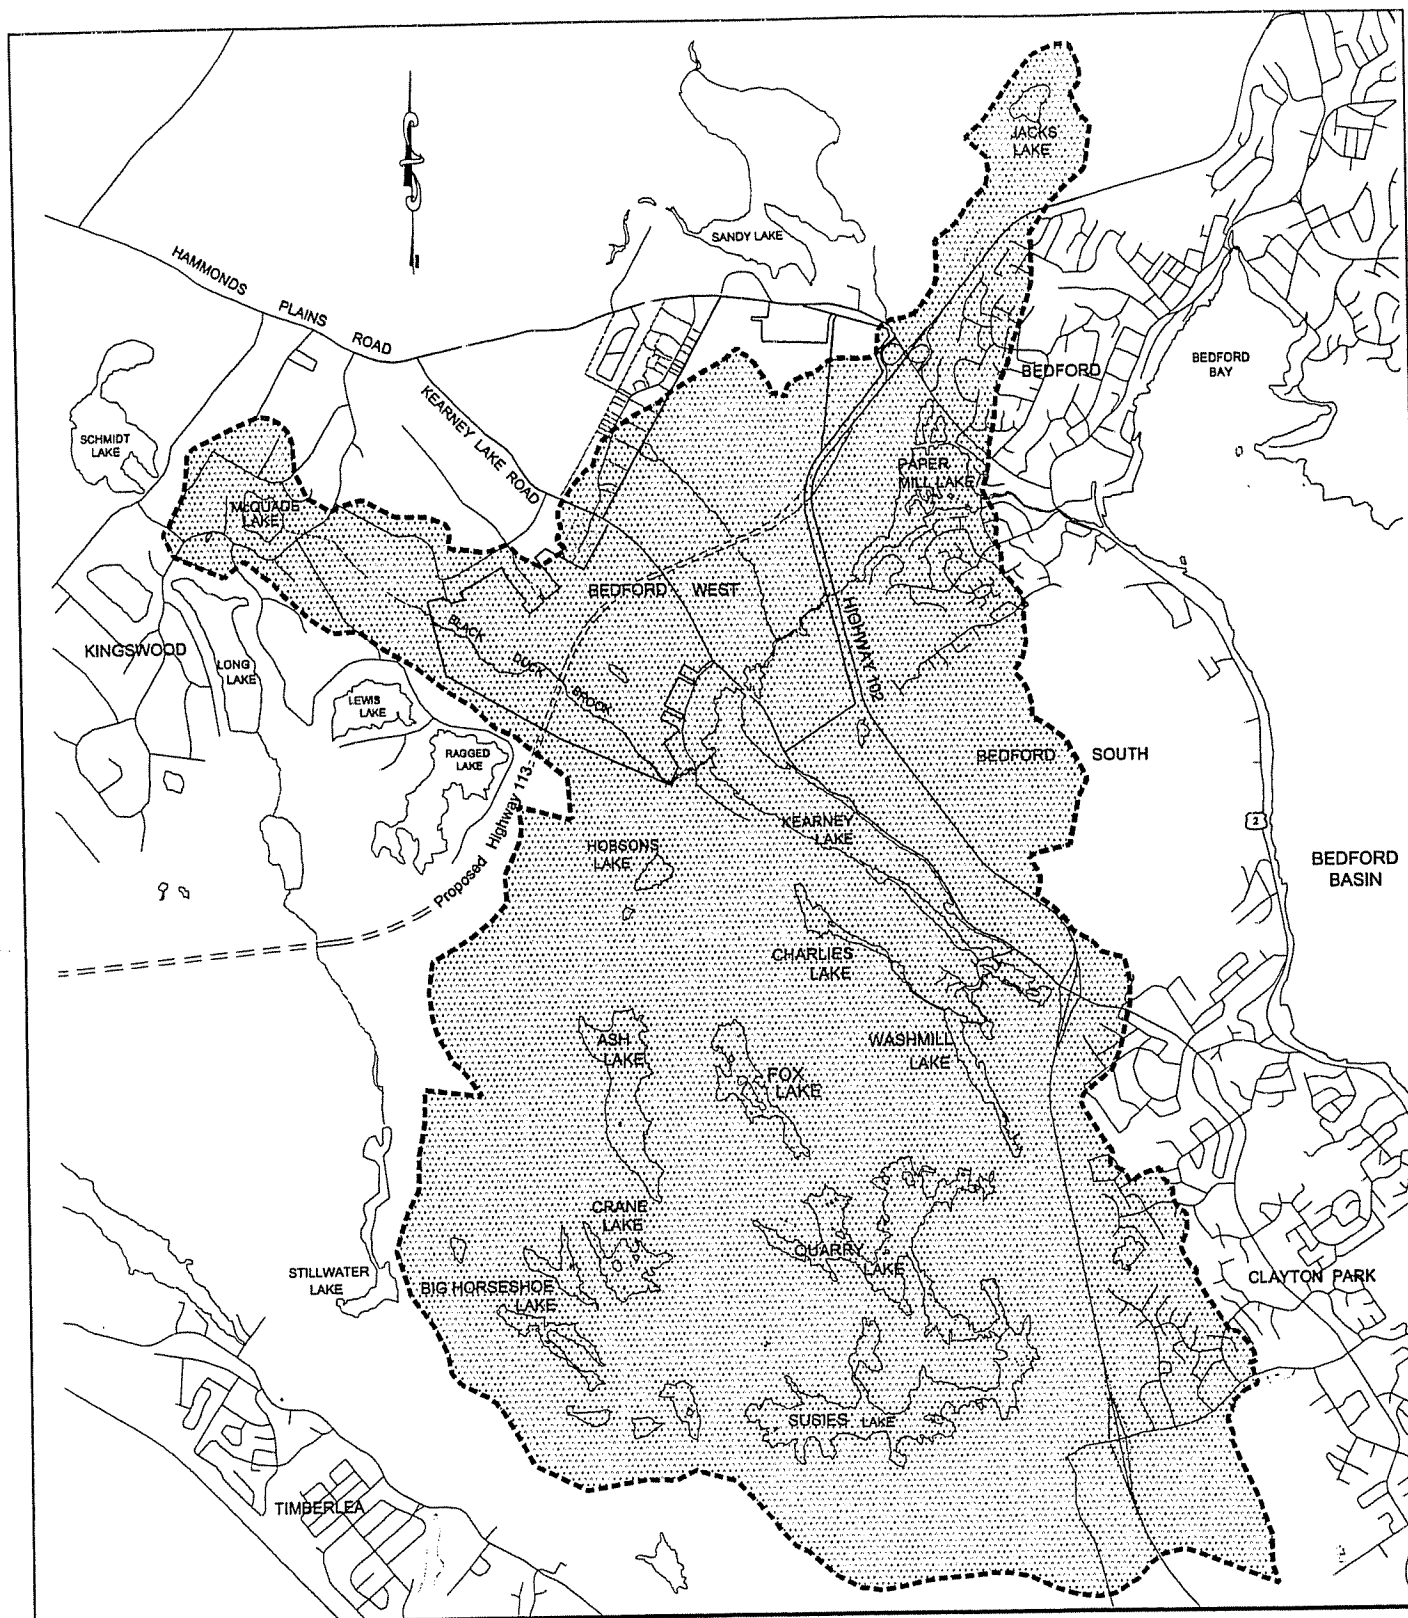 JACKS
LAKE
SANDY LAKE
HAMMONDS
PLAINS
ROAD
BEDFORD
BAY
BEDFORD
KEARNEY LAKE ROAD
SCHMIDT
LAKE
PAPER
MILL LAKE
McQUADE
LAKE
BEDFORD WEST
HIGHWAY 102
BLACK
DUCK
BROOK
KINGSWOOD
LONG
LAKE
LEWIS
LAKE
RAGGED
LAKE
BEDFORD SOUTH
Proposed Highway 113
KEARNEY
LAKE
2
HOBSONS
LAKE
BEDFORD
BASIN
CHARLIES
LAKE
ASH
LAKE
WASHMILL
LAKE
FOX
LAKE
CRANE
LAKE
QUARRY
LAKE
STILLWATER
LAKE
BIG HORSESHOE
LAKE
CLAYTON PARK
SUSIES LAKE
TIMBERLEA